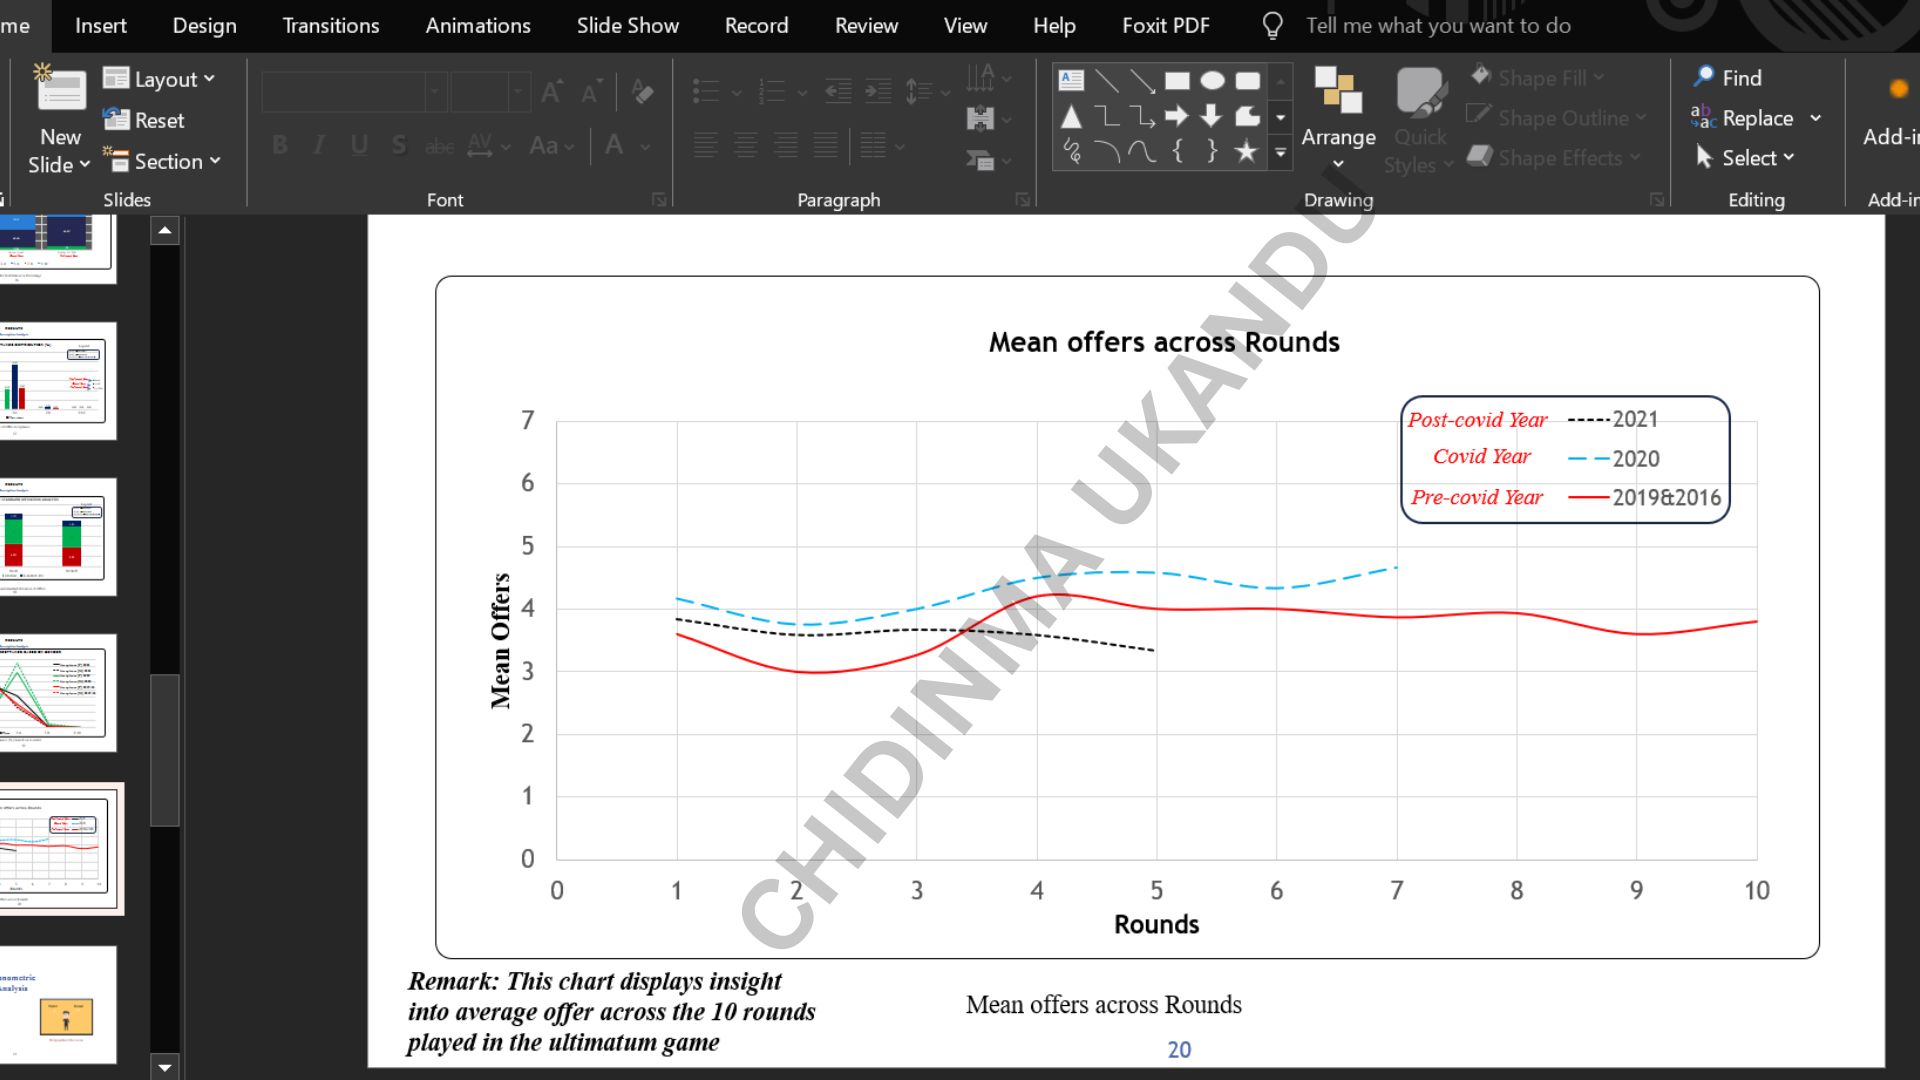 me Insert Design Transitions Animations Slide Show Record Review View Help Foxit PDF Tell me what you want to do
New Slide
Layout
Reset
Section
Slides
B I U S abc AV Aa A
Font
Paragraph
Arrange
Quick Styles
Shape Fill
Shape Outline
Shape Effects
Drawing
Find
Replace
Select
Editing
Add-in
Add-in
Mean offers across Rounds
Post-covid Year 2021
Covid Year 2020
Pre-covid Year 2019&2016
Mean Offers
7
6
5
4
3
2
1
0
0 1 2 3 4 5 6 7 8 9 10
Rounds
CHIDINMA UKANDU
Remark: This chart displays insight
into average offer across the 10 rounds
played in the ultimatum game
Mean offers across Rounds
20